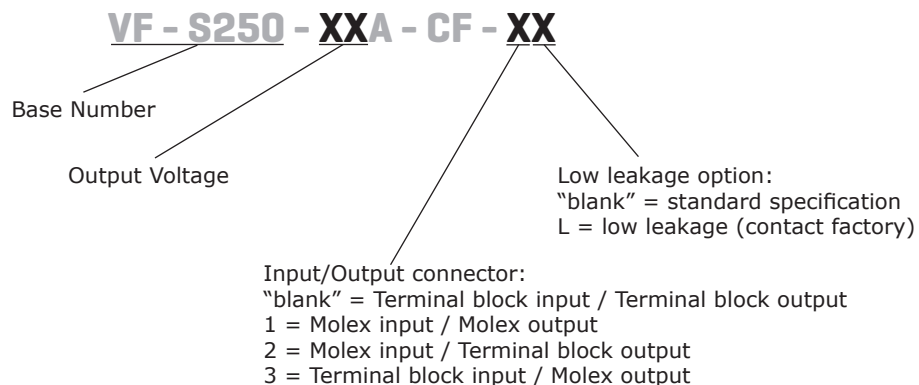 VF - S250 - XXA - CF - XX
Base Number
Output Voltage
Low leakage option:
“blank” = standard specification
L = low leakage (contact factory)
Input/Output connector:
“blank” = Terminal block input / Terminal block output
1 = Molex input / Molex output
2 = Molex input / Terminal block output
3 = Terminal block input / Molex output